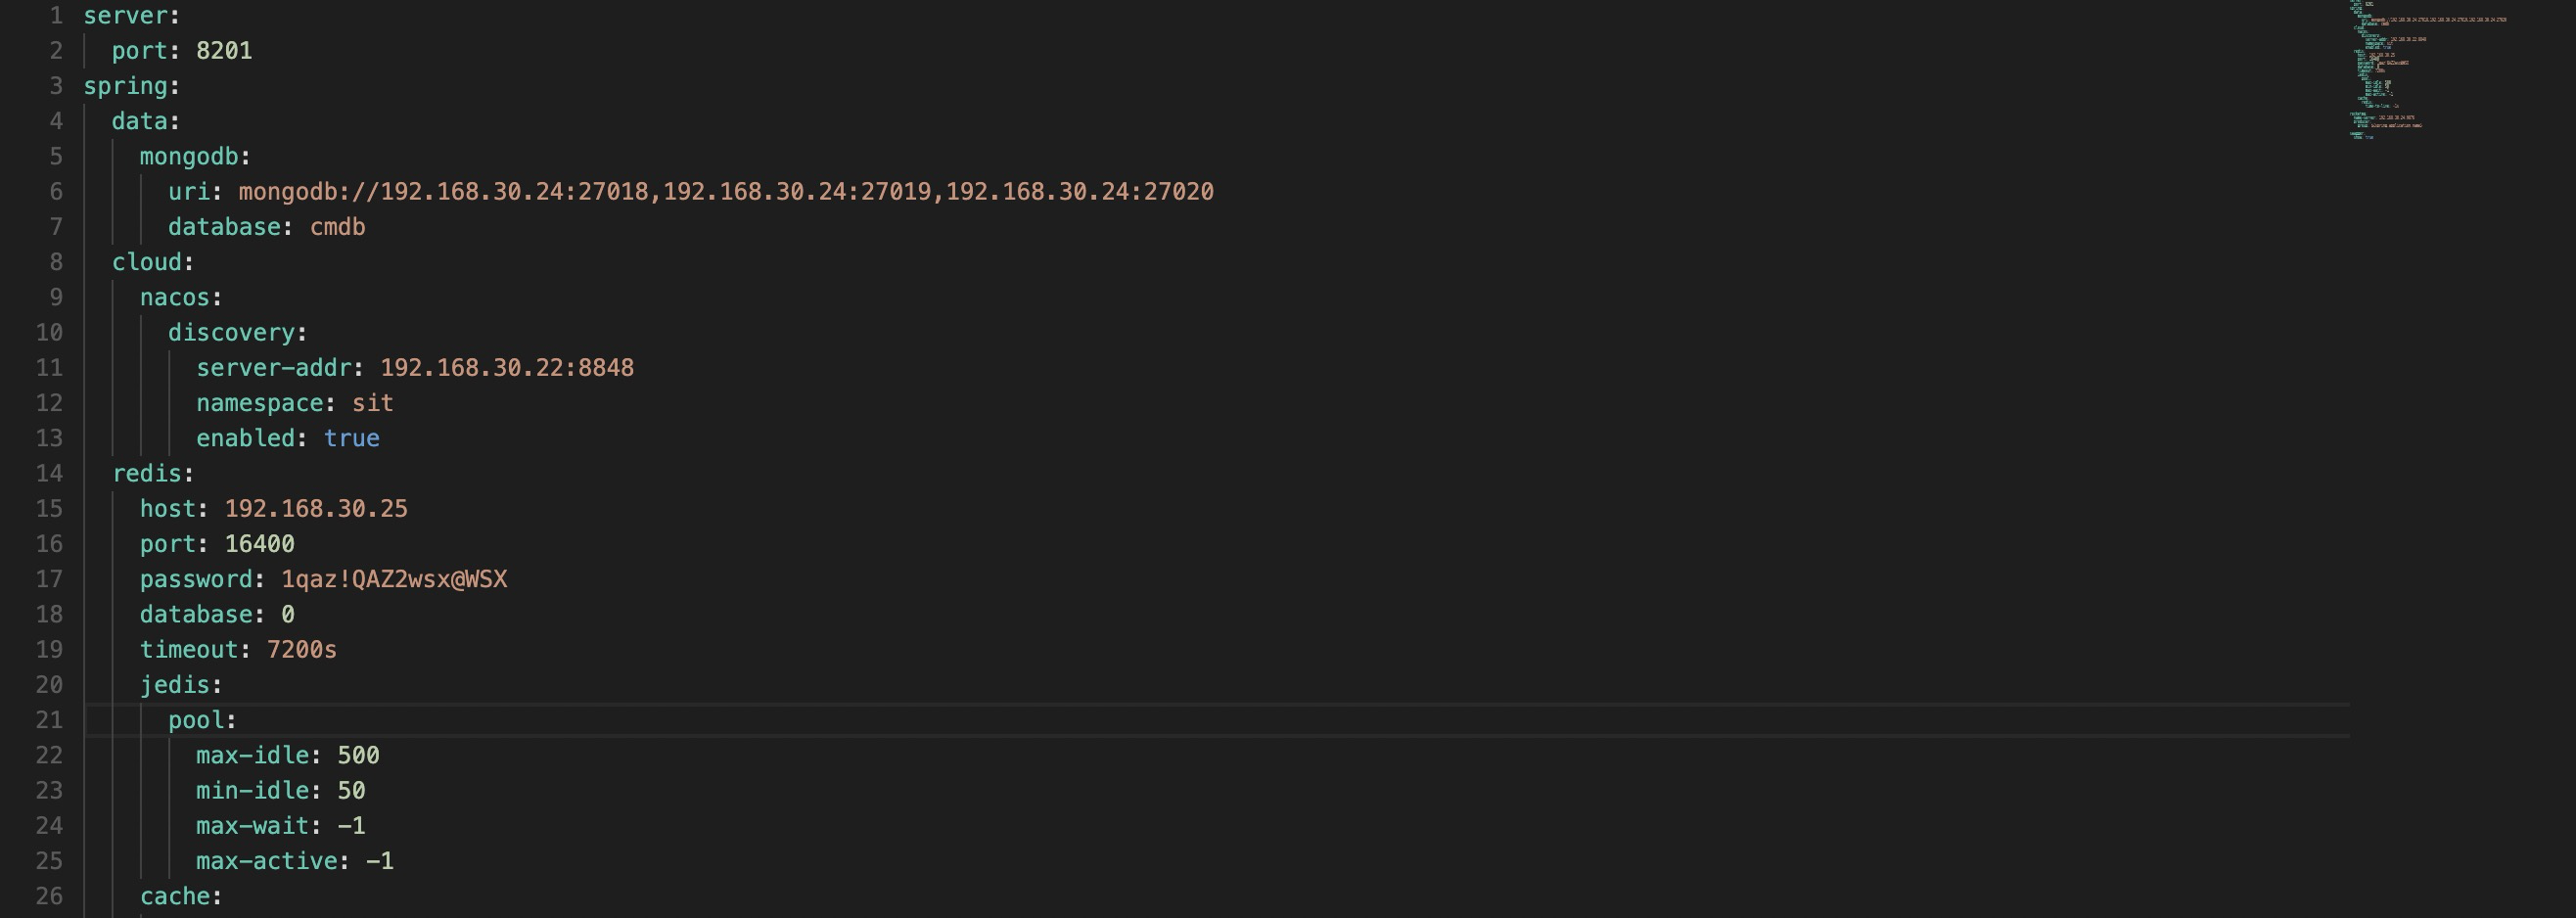 1 server:
2   port: 8201
3 spring:
4   data:
5     mongodb:
6       uri: mongodb://192.168.30.24:27018,192.168.30.24:27019,192.168.30.24:27020
7       database: cmdb
8   cloud:
9     nacos:
10       discovery:
11         server-addr: 192.168.30.22:8848
12         namespace: sit
13         enabled: true
14   redis:
15     host: 192.168.30.25
16     port: 16400
17     password: 1qaz!QAZ2wsx@WSX
18     database: 0
19     timeout: 7200s
20     jedis:
21       pool:
22         max-idle: 500
23         min-idle: 50
24         max-wait: -1
25         max-active: -1
26     cache: